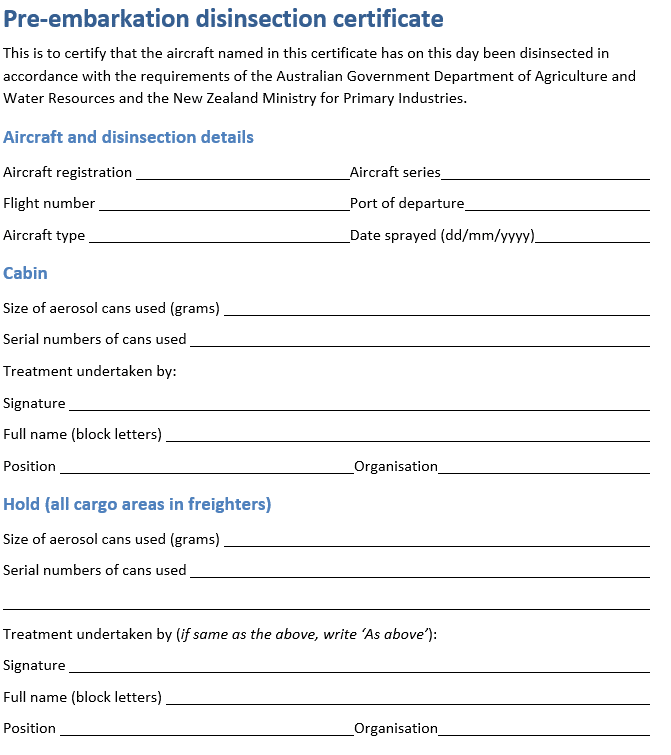 Pre-embarkation disinsection certificate
This is to certify that the aircraft named in this certificate has on this day been disinsected in
accordance with the requirements of the Australian Government Department of Agriculture and
Water Resources and the New Zealand Ministry for Primary Industries.
Aircraft and disinsection details
Aircraft registration Aircraft series
Flight number Port of departure
Aircraft type Date sprayed (dd/mm/yyyy)
Cabin
Size of aerosol cans used (grams)
Serial numbers of cans used
Treatment undertaken by:
Signature
Full name (block letters)
Position Organisation
Hold (all cargo areas in freighters)
Size of aerosol cans used (grams)
Serial numbers of cans used
Treatment undertaken by (if same as the above, write ‘As above’):
Signature
Full name (block letters)
Position Organisation